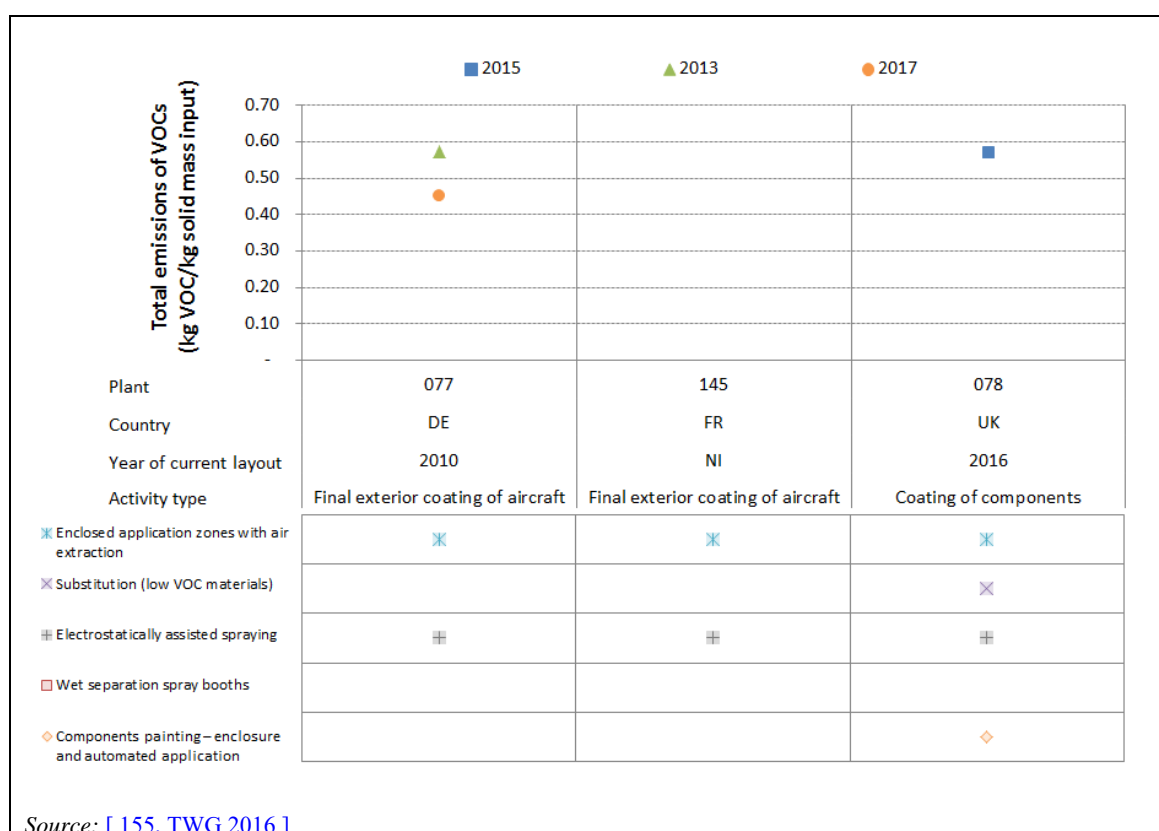 2015 2013 2017
Total emissions of VOCs
(kg VOC/kg solid mass input)
0.70
0.60
0.50
0.40
0.30
0.20
0.10
-
Plant 077 145 078
Country DE FR UK
Year of current layout 2010 NI 2016
Activity type Final exterior coating of aircraft Final exterior coating of aircraft Coating of components
Enclosed application zones with air
extraction
Substitution (low VOC materials)
Electrostatically assisted spraying
Wet separation spray booths
Components painting – enclosure
and automated application
Source: [ 155, TWG 2016 ]